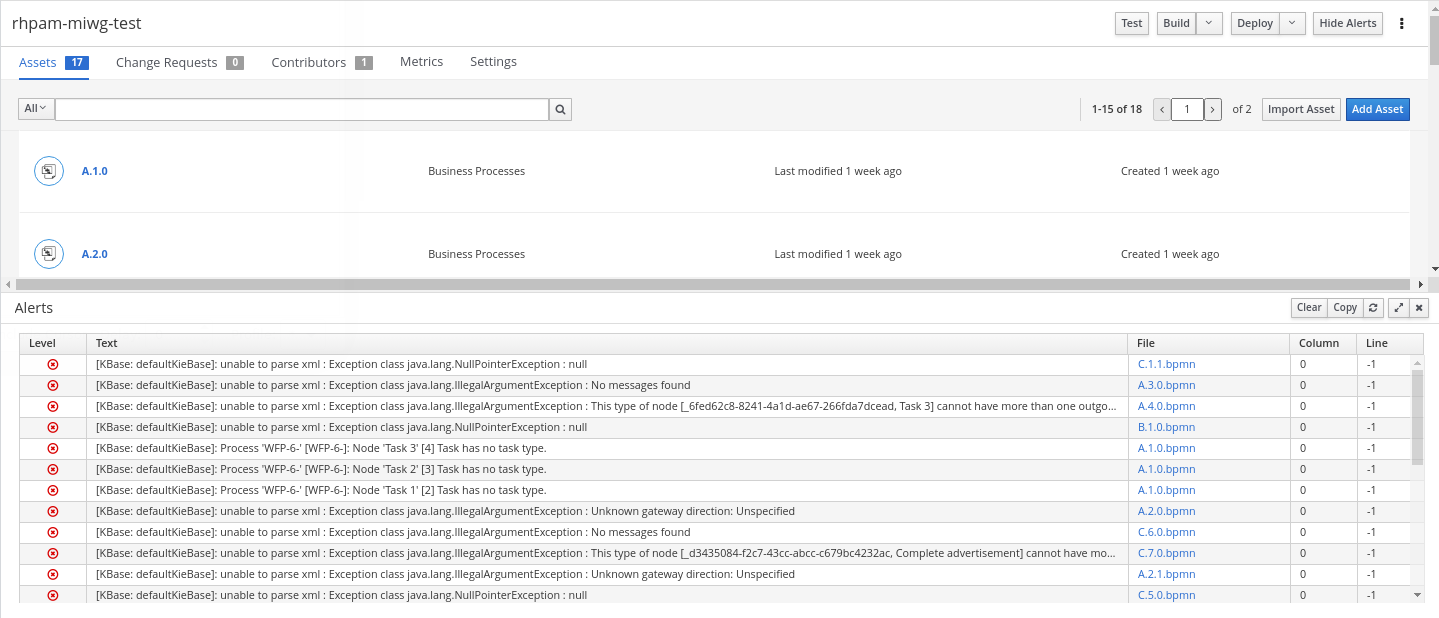 rhpam-miwg-test Test Build Deploy Hide Alerts
Assets 17 Change Requests 0 Contributors 1 Metrics Settings
All 1-15 of 18 1 of 2 Import Asset Add Asset
A.1.0 Business Processes Last modified 1 week ago Created 1 week ago
A.2.0 Business Processes Last modified 1 week ago Created 1 week ago
Alerts Clear Copy
Level Text File Column Line
[KBase: defaultKieBase]: unable to parse xml : Exception class java.lang.NullPointerException : null C.1.1.bpmn 0 -1
[KBase: defaultKieBase]: unable to parse xml : Exception class java.lang.IllegalArgumentException : No messages found A.3.0.bpmn 0 -1
[KBase: defaultKieBase]: unable to parse xml : Exception class java.lang.IllegalArgumentException : This type of node [_6fed62c8-8241-4a1d-ae67-266fda7dcead, Task 3] cannot have more than one outgo... A.4.0.bpmn 0 -1
[KBase: defaultKieBase]: unable to parse xml : Exception class java.lang.NullPointerException : null B.1.0.bpmn 0 -1
[KBase: defaultKieBase]: Process 'WFP-6-' [WFP-6-]: Node 'Task 3' [4] Task has no task type. A.1.0.bpmn 0 -1
[KBase: defaultKieBase]: Process 'WFP-6-' [WFP-6-]: Node 'Task 2' [3] Task has no task type. A.1.0.bpmn 0 -1
[KBase: defaultKieBase]: Process 'WFP-6-' [WFP-6-]: Node 'Task 1' [2] Task has no task type. A.1.0.bpmn 0 -1
[KBase: defaultKieBase]: unable to parse xml : Exception class java.lang.IllegalArgumentException : Unknown gateway direction: Unspecified A.2.0.bpmn 0 -1
[KBase: defaultKieBase]: unable to parse xml : Exception class java.lang.IllegalArgumentException : No messages found C.6.0.bpmn 0 -1
[KBase: defaultKieBase]: unable to parse xml : Exception class java.lang.IllegalArgumentException : This type of node [_d3435084-f2c7-43cc-abcc-c679bc4232ac, Complete advertisement] cannot have mo... C.7.0.bpmn 0 -1
[KBase: defaultKieBase]: unable to parse xml : Exception class java.lang.IllegalArgumentException : Unknown gateway direction: Unspecified A.2.1.bpmn 0 -1
[KBase: defaultKieBase]: unable to parse xml : Exception class java.lang.NullPointerException : null C.5.0.bpmn 0 -1